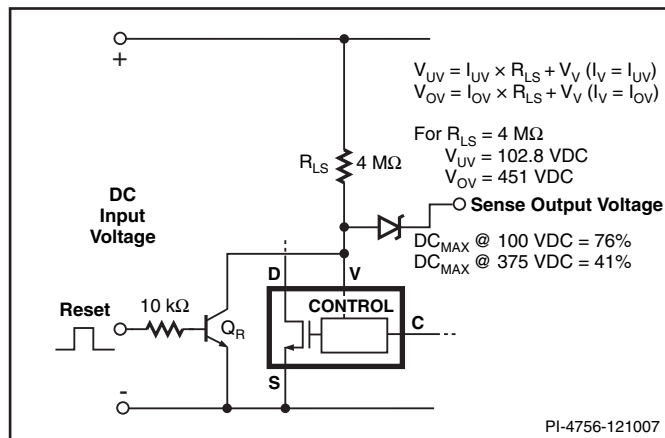 +
V_UV = I_UV × R_LS + V_V (I_V = I_UV)
V_OV = I_OV × R_LS + V_V (I_V = I_OV)
For R_LS = 4 MΩ
V_UV = 102.8 VDC
V_OV = 451 VDC
R_LS 4 MΩ
DC
Input
Voltage
Sense Output Voltage
DC_MAX @ 100 VDC = 76%
DC_MAX @ 375 VDC = 41%
D V
CONTROL
Reset
10 kΩ
Q_R
C
S
-
PI-4756-121007